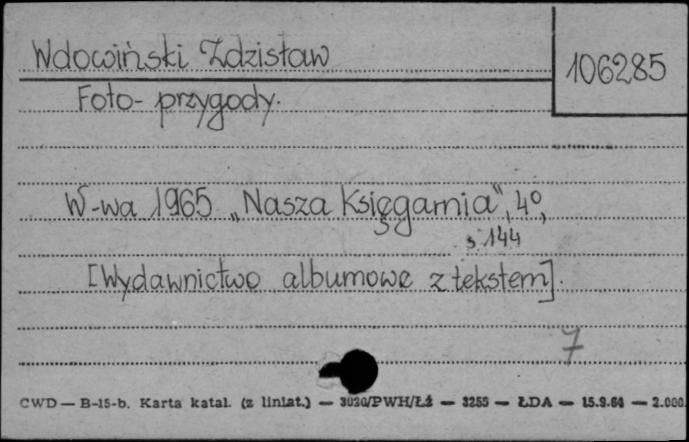 Wdowiński Zdzisław
106285
Foto-przygody.
W-wa 1965 „Nasza Księgarnia", 4°,
s 144
[Wydawnictwo albumowe z tekstem].
7
CWD — B-15-b. Karta katal. (z liniat.) — 3030/PWH/Łź — 3255 — ŁDA — 15.9.64 — 2.000.